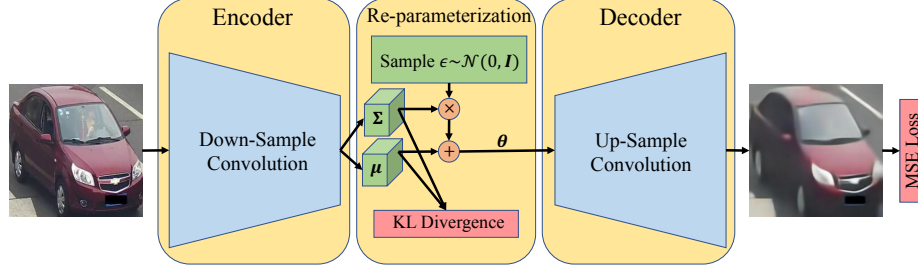 Encoder
Re-parameterization
Decoder
Sample ϵ~𝒩(0, I)
Σ
×
Down-Sample
Convolution
μ
+
θ
Up-Sample
Convolution
KL Divergence
MSE Loss